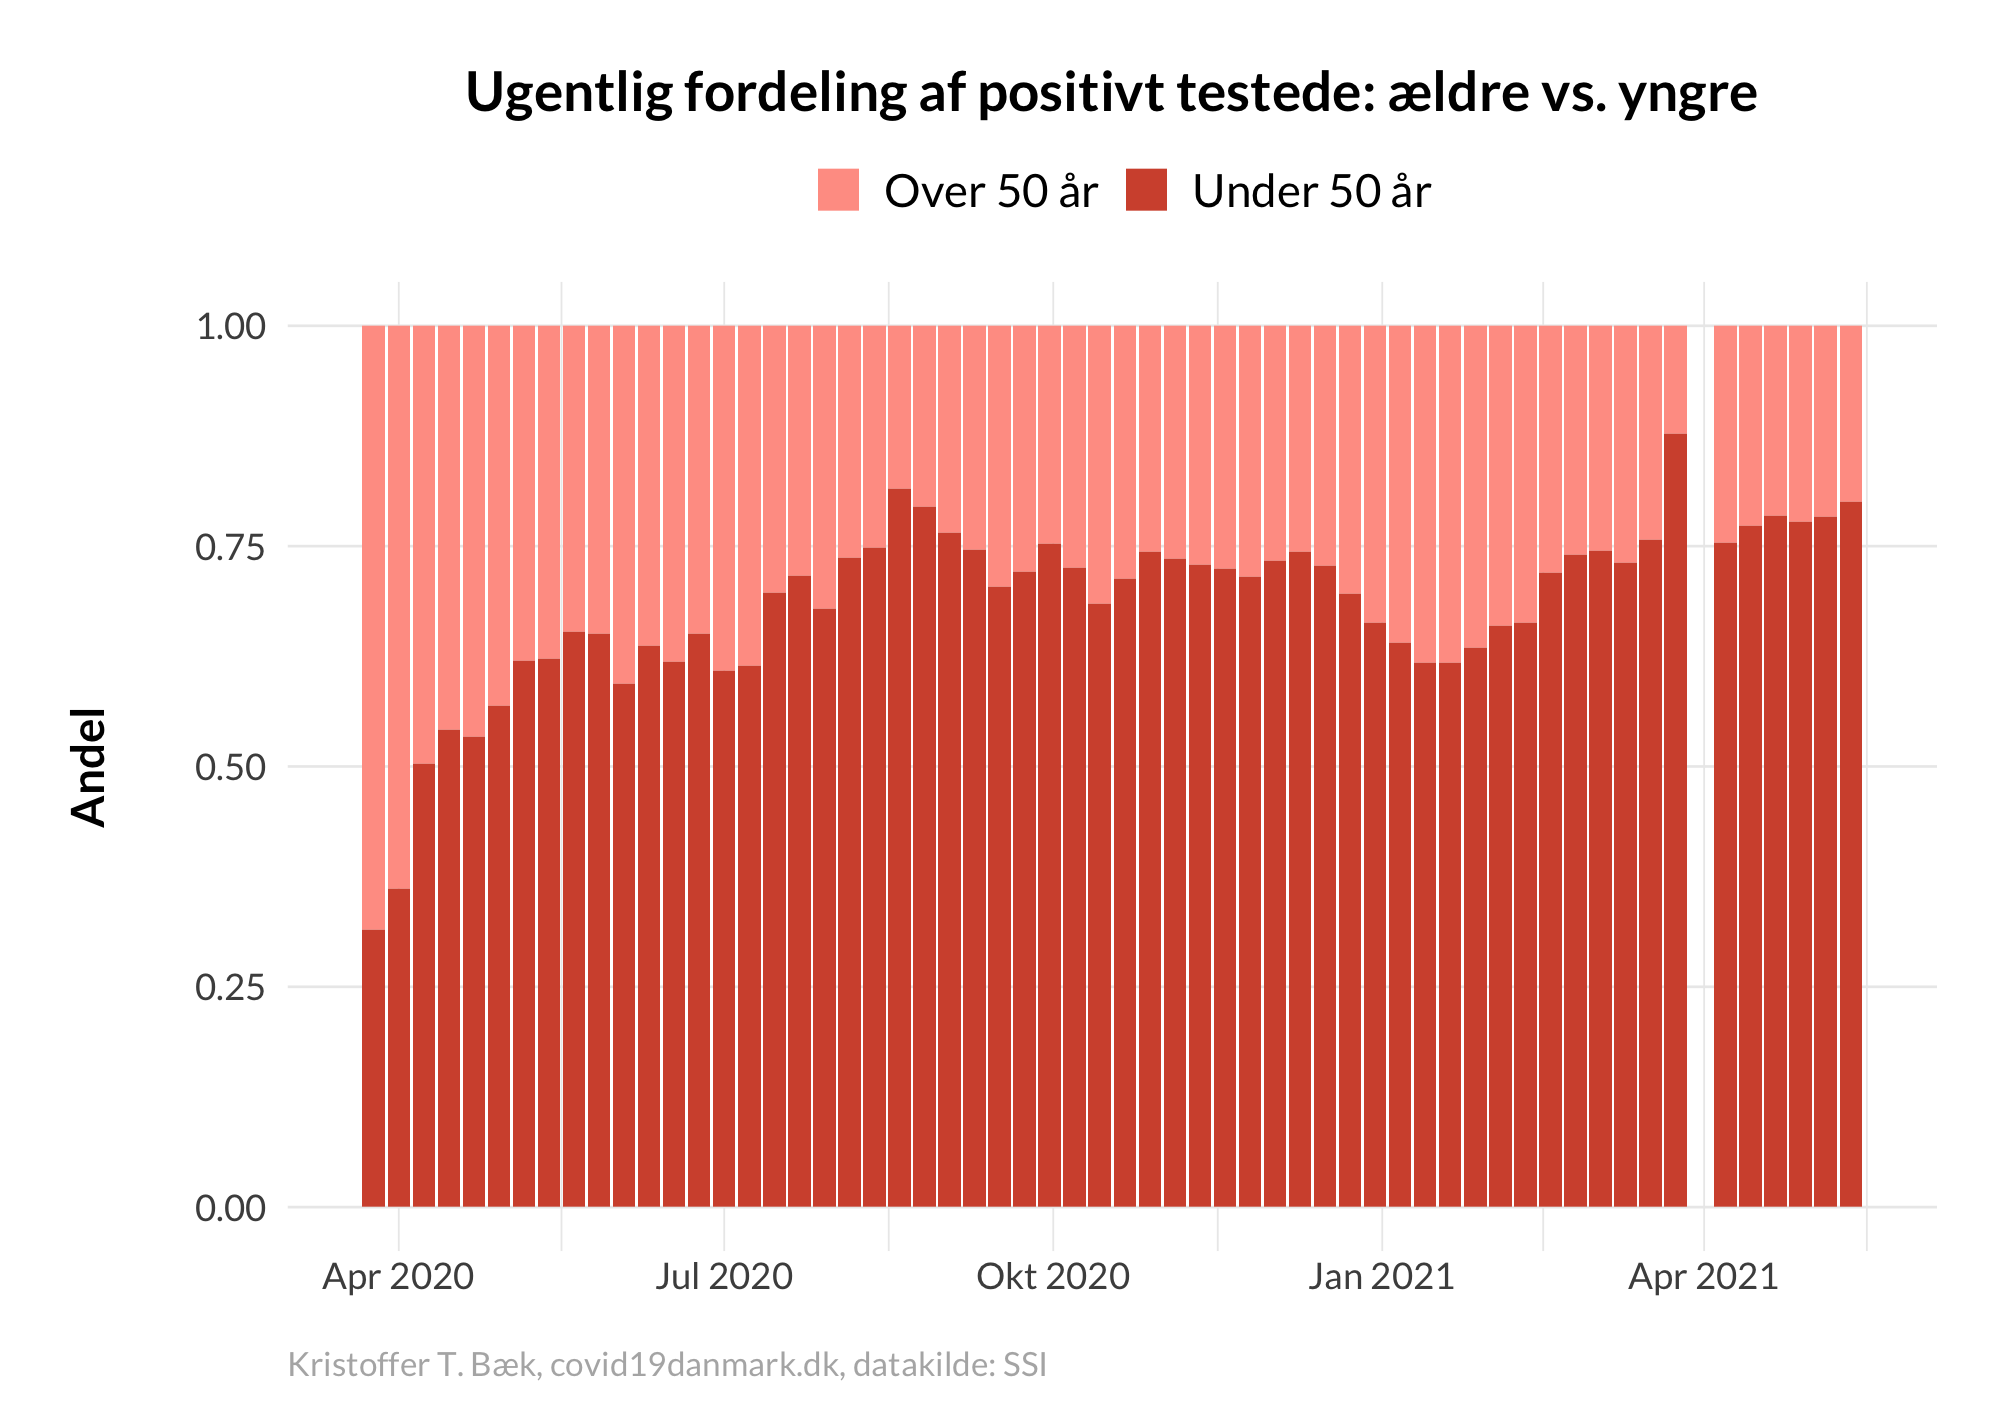 Ugentlig fordeling af positivt testede: ældre vs. yngre
Over 50 år Under 50 år
Andel
1.00
0.75
0.50
0.25
0.00
Apr 2020 Jul 2020 Okt 2020 Jan 2021 Apr 2021
Kristoffer T. Bæk, covid19danmark.dk, datakilde: SSI